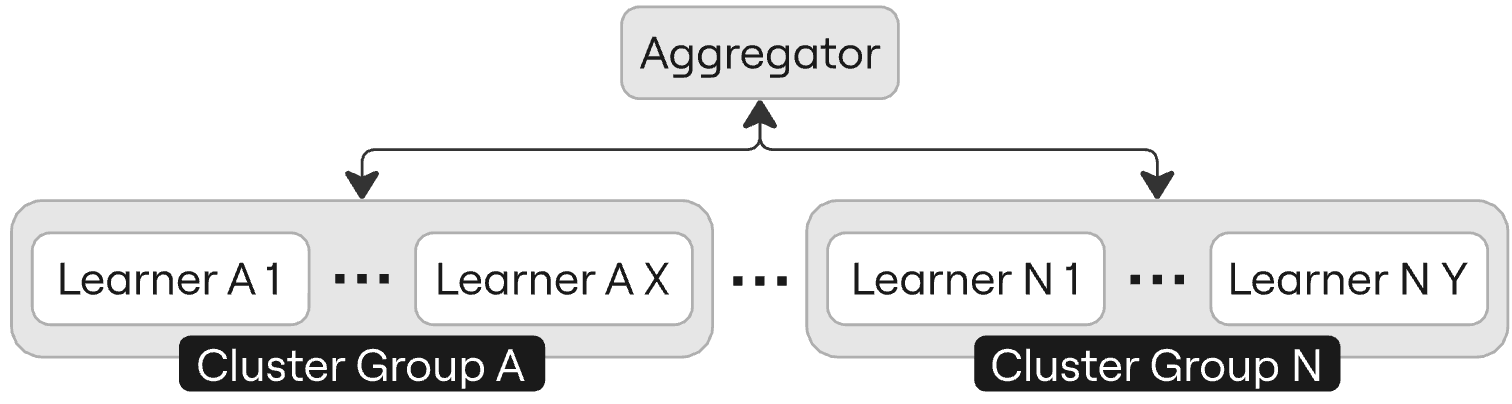 Aggregator
Learner A 1 ... Learner A X ... Learner N 1 ... Learner N Y
Cluster Group A
Cluster Group N